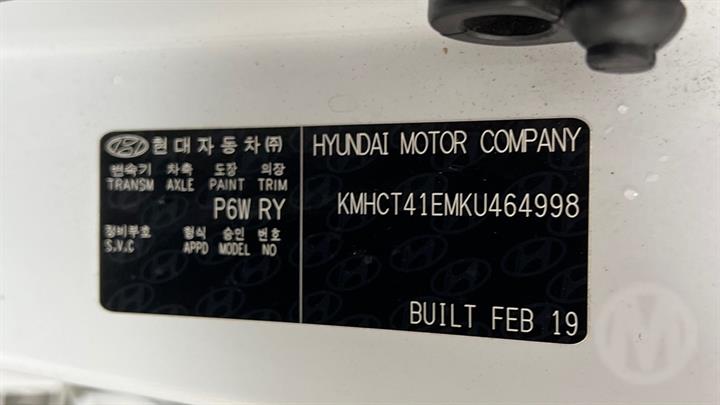 현대자동차㈜
변속기 차축 도장 의장
TRANSM AXLE PAINT TRIM
P6W RY
정비부호 형식 승인 번호
S.V.C APPD MODEL NO
HYUNDAI MOTOR COMPANY
KMHCT41EMKU464998
BUILT FEB 19